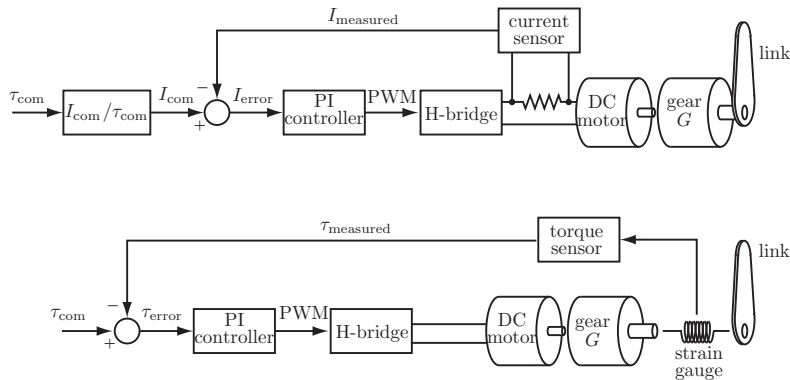 I_measured
current
sensor
link
τ_com
I_com/τ_com
I_com
−
+
I_error
PI
controller
PWM
H-bridge
DC
motor
gear
G
τ_measured
torque
sensor
link
τ_com
−
+
τ_error
PI
controller
PWM
H-bridge
DC
motor
gear
G
strain
gauge